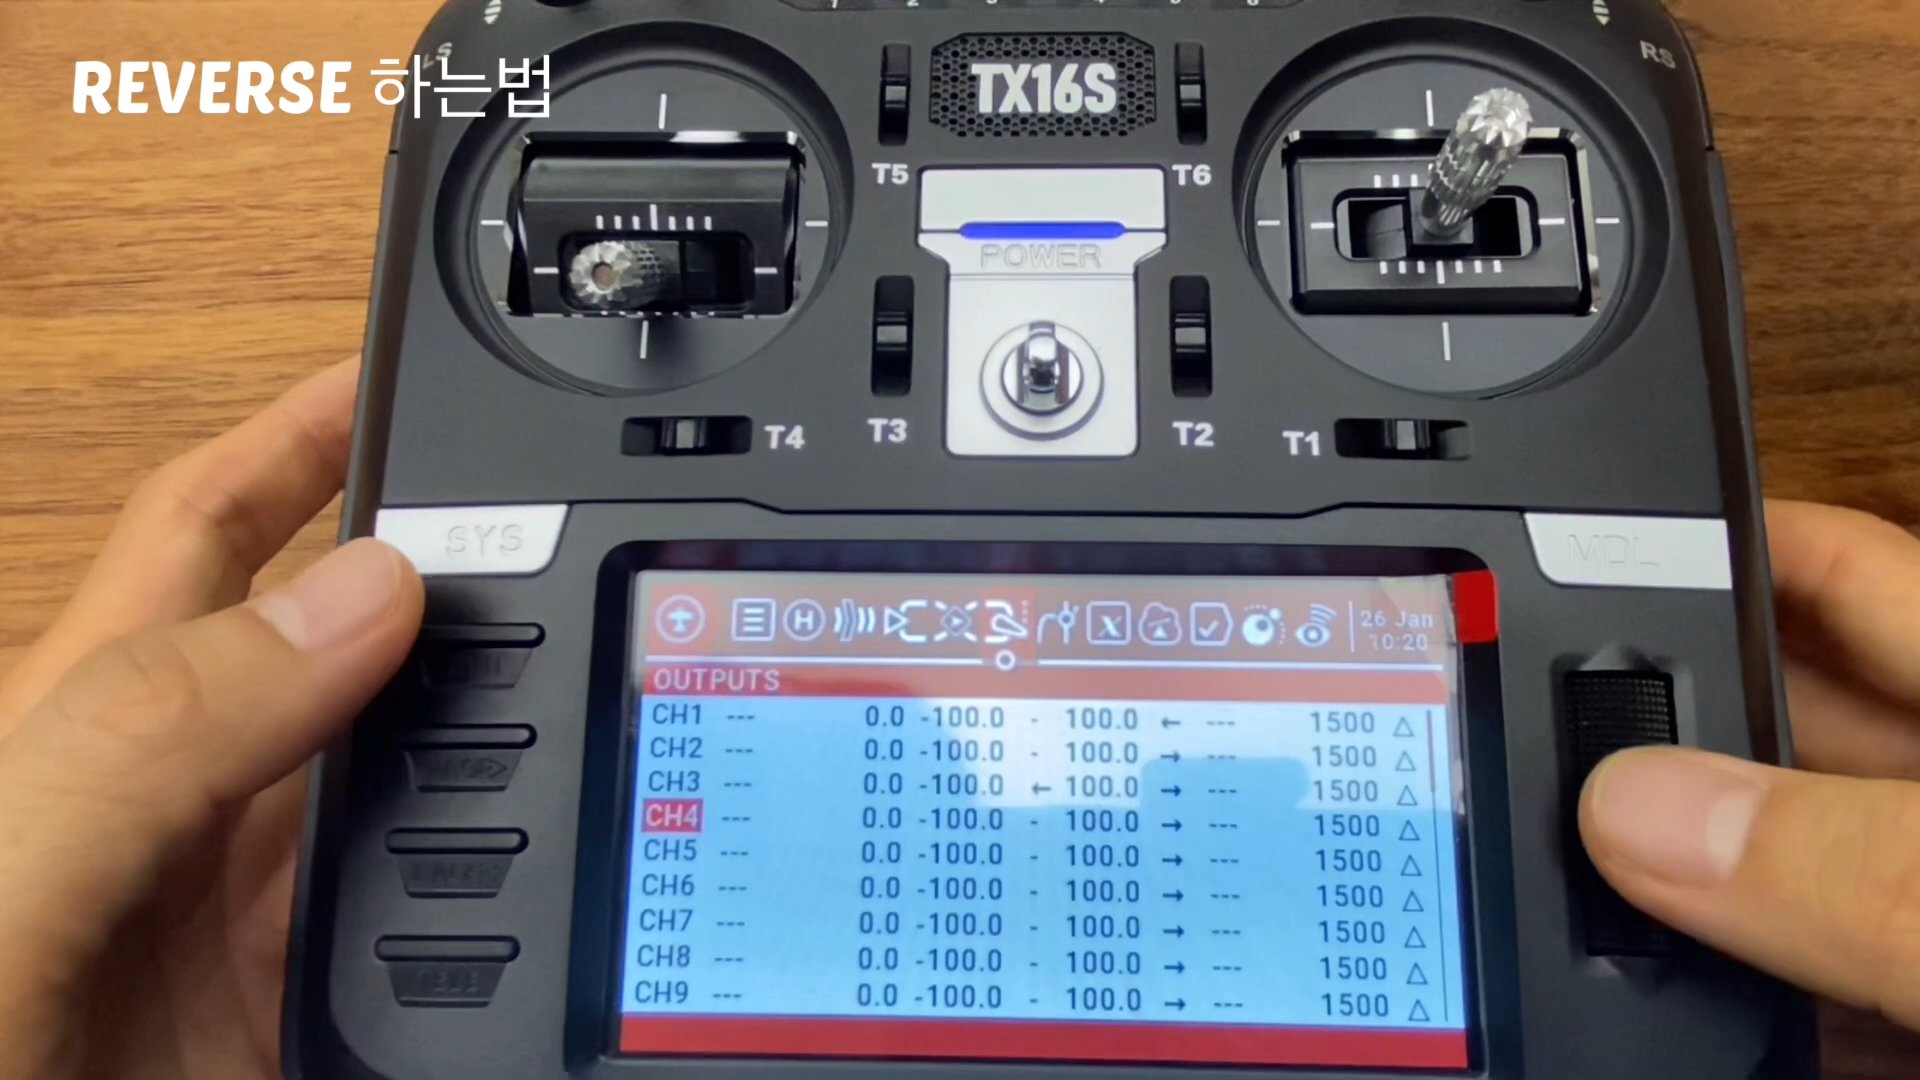 REVERSE 하는법
LS
RS
TX16S
T5
T6
POWER
T4
T3
T2
T1
SYS
MDL
26 Jan
10:20
OUTPUTS
CH1 --- 0.0 -100.0 - 100.0 ← --- 1500 △
CH2 --- 0.0 -100.0 - 100.0 → --- 1500 △
CH3 --- 0.0 -100.0 ← 100.0 → --- 1500 △
CH4 --- 0.0 -100.0 - 100.0 → --- 1500 △
CH5 --- 0.0 -100.0 - 100.0 → --- 1500 △
CH6 --- 0.0 -100.0 - 100.0 → --- 1500 △
CH7 --- 0.0 -100.0 - 100.0 → --- 1500 △
CH8 --- 0.0 -100.0 - 100.0 → --- 1500 △
CH9 --- 0.0 -100.0 - 100.0 → --- 1500 △
TELE